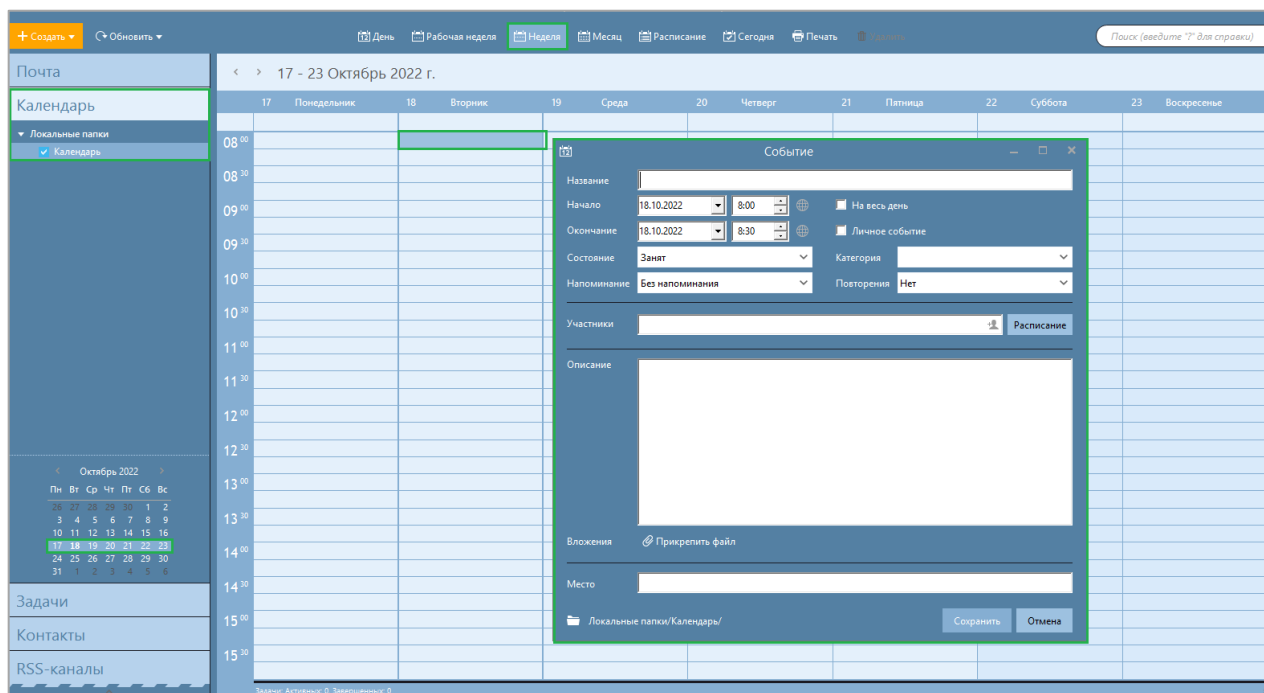 Создать Обновить 12 День Рабочая неделя Неделя Месяц Расписание Сегодня Печать Удалить Поиск (введите "?" для справки)
Почта
17 - 23 Октябрь 2022 г.
Календарь
17 Понедельник 18 Вторник 19 Среда 20 Четверг 21 Пятница 22 Суббота 23 Воскресенье
Локальные папки
Календарь
08 00
08 30
09 00
09 30
10 00
10 30
11 00
11 30
12 00
12 30
13 00
13 30
14 00
14 30
15 00
15 30
12 Событие
Название
Начало 18.10.2022 8:00 На весь день
Окончание 18.10.2022 8:30 Личное событие
Состояние Занят Категория
Напоминание Без напоминания Повторения Нет
Участники Расписание
Описание
Вложения Прикрепить файл
Место
Локальные папки/Календарь/ Сохранить Отмена
Октябрь 2022
Пн Вт Ср Чт Пт Сб Вс
26 27 28 29 30 1 2
3 4 5 6 7 8 9
10 11 12 13 14 15 16
17 18 19 20 21 22 23
24 25 26 27 28 29 30
31 1 2 3 4 5 6
Задачи
Контакты
RSS-каналы
Задачи: Активных: 0, Завершенных: 0